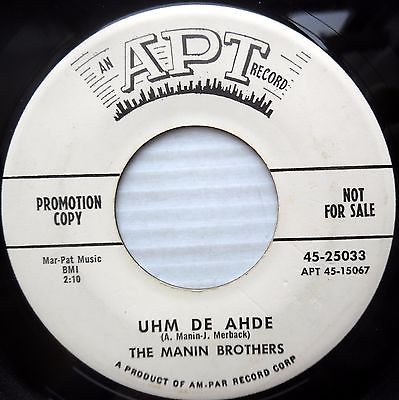 AN APT RECORD
PROMOTION
COPY
NOT
FOR SALE
Mar-Pat Music
BMI
2:10
45-25033
APT 45-15067
UHM DE AHDE
(A. Manin-J. Merback)
THE MANIN BROTHERS
A PRODUCT OF AM-PAR RECORD CORP